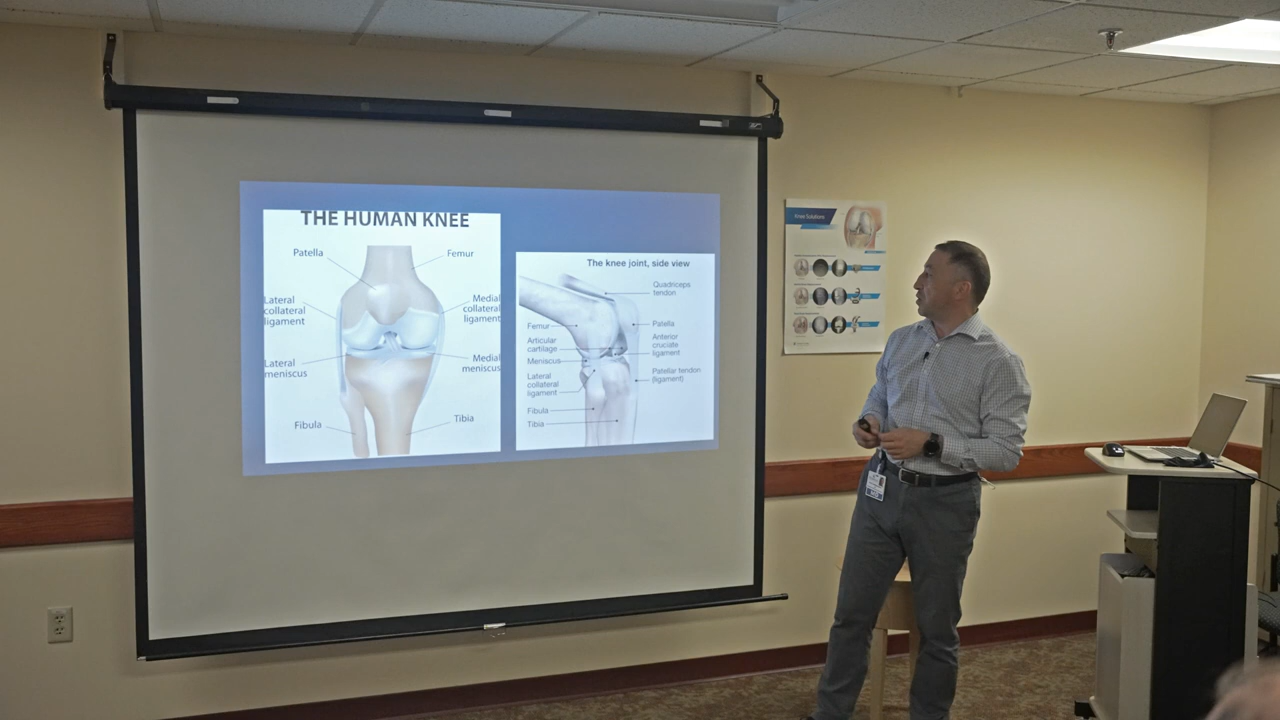 THE HUMAN KNEE
Patella
Femur
Lateral
collateral
ligament
Medial
collateral
ligament
Lateral
meniscus
Medial
meniscus
Fibula
Tibia
The knee joint, side view
Quadriceps
tendon
Femur
Patella
Articular
cartilage
Anterior
cruciate
ligament
Meniscus
Lateral
collateral
ligament
Patellar tendon
(ligament)
Fibula
Tibia
Knee Solutions